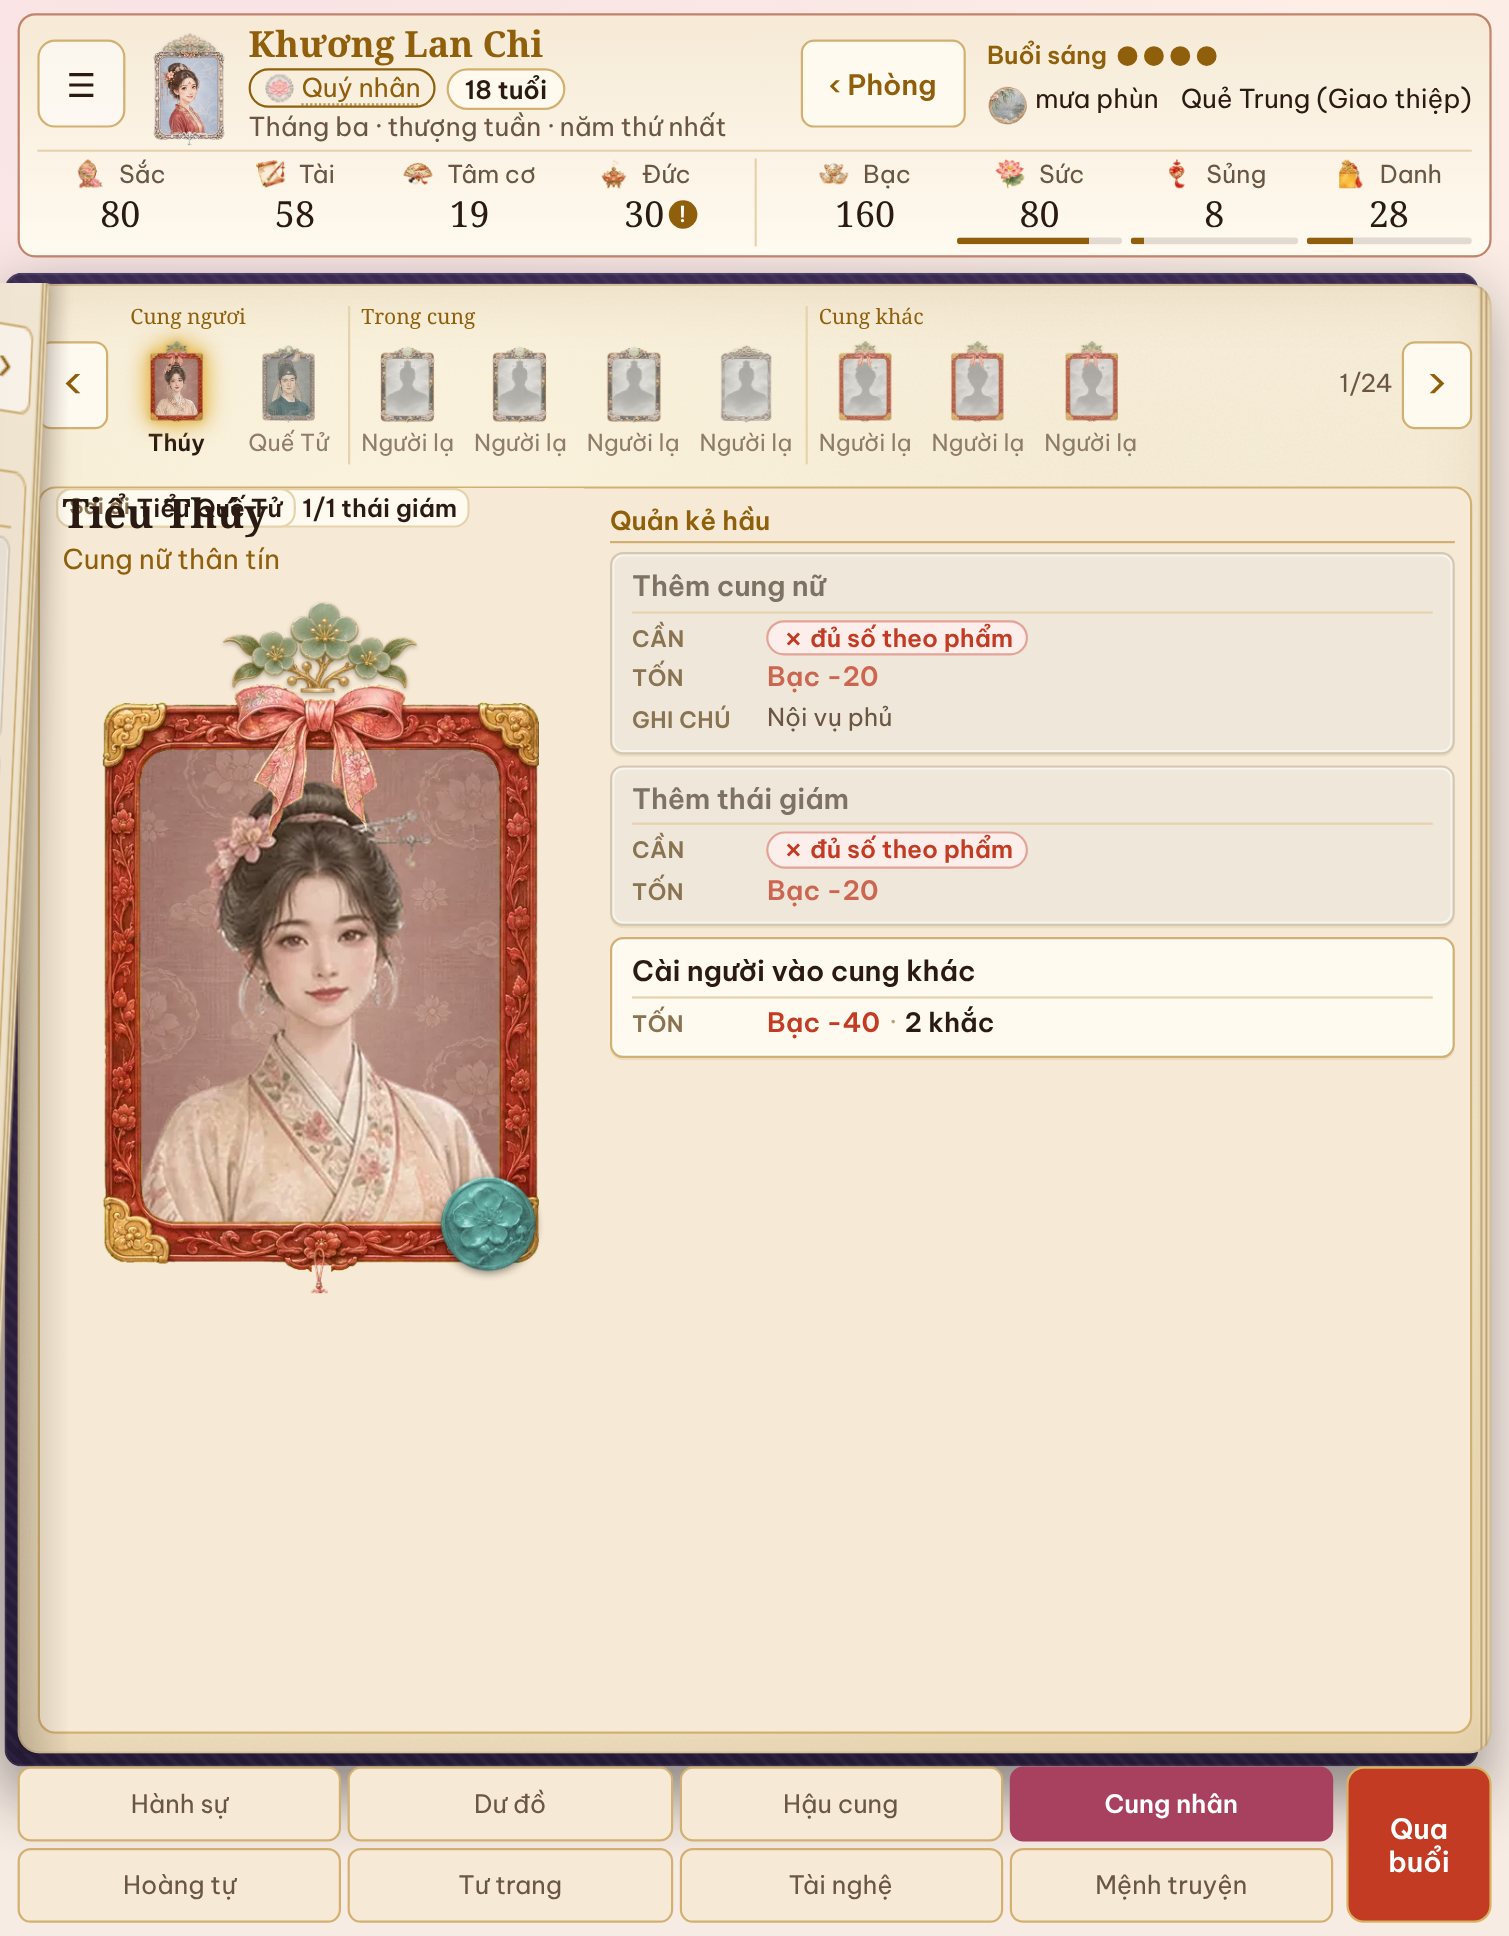 ☰
Khương Lan Chi
Quý nhân
18 tuổi
Tháng ba · thượng tuần · năm thứ nhất
‹ Phòng
Buổi sáng
mưa phùn Quẻ Trung (Giao thiệp)
Sắc
80
Tài
58
Tâm cơ
19
Đức
30 !
Bạc
160
Sức
80
Sủng
8
Danh
28
Cung ngươi
Thúy
Quế Tử
Trong cung
Người lạ
Người lạ
Người lạ
Người lạ
Cung khác
Người lạ
Người lạ
Người lạ
1/24
Tiểu Thúy
Tiểu Quế Tử
1/1 thái giám
Cung nữ thân tín
Quản kẻ hầu
Thêm cung nữ
CẦN × đủ số theo phẩm
TỐN Bạc -20
GHI CHÚ Nội vụ phủ
Thêm thái giám
CẦN × đủ số theo phẩm
TỐN Bạc -20
Cài người vào cung khác
TỐN Bạc -40 · 2 khắc
Hành sự
Dư đồ
Hậu cung
Cung nhân
Hoàng tự
Tư trang
Tài nghệ
Mệnh truyện
Qua
buổi